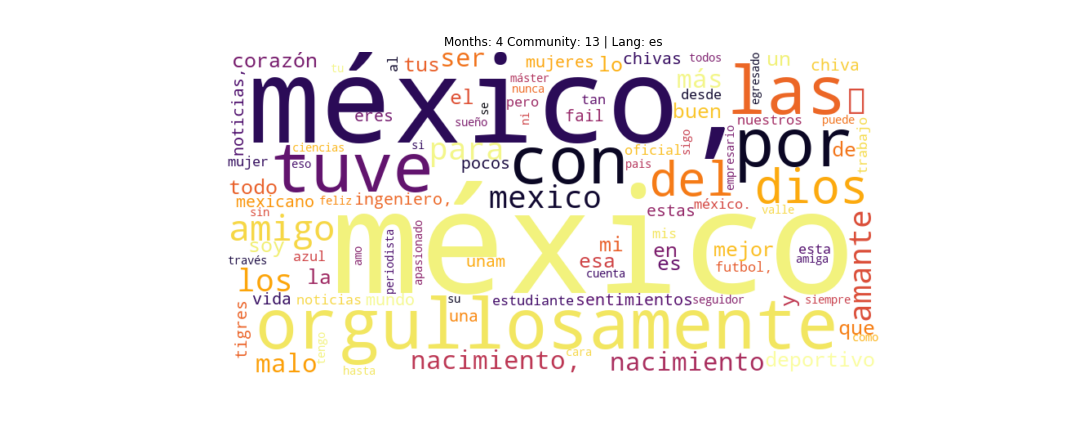 Months: 4 Community: 13 | Lang: es
corazón tu al tus ser mujeres lo chivas todos un chiva
noticias, méxico, máster nunca más desde las egresado
eres el se pero tan fail buen nuestros puede
sueño ni sigo empresario por de trabajo
ciencias si para con oficial
mujer eso tuve pocos pais del dios
todo mexicano feliz ingeniero, mexico estas méxico. valle
sin amigo méxico mis amante
soy azul amo periodista apasionado unam mi en mejor esta
través esa es futbol, amiga
los la cuenta
vida noticias mundo su estudiante sentimientos seguidor y siempre
tigres orgullosamente una que
como
malo tengo nacimiento, cara nacimiento deportivo
hasta